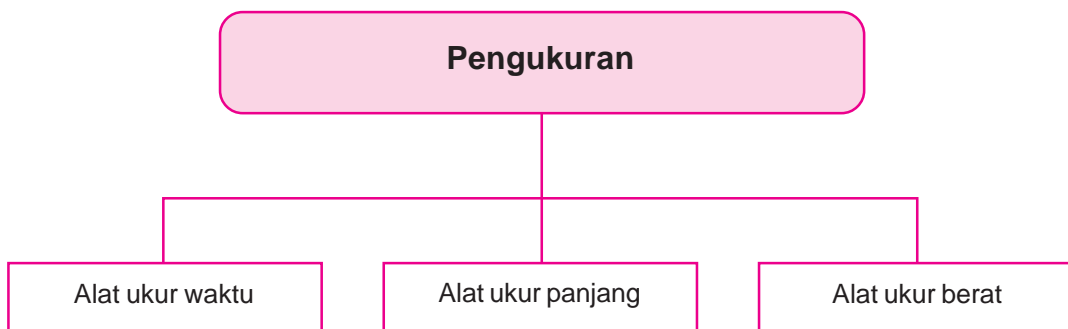 Pengukuran
Alat ukur waktu
Alat ukur panjang
Alat ukur berat